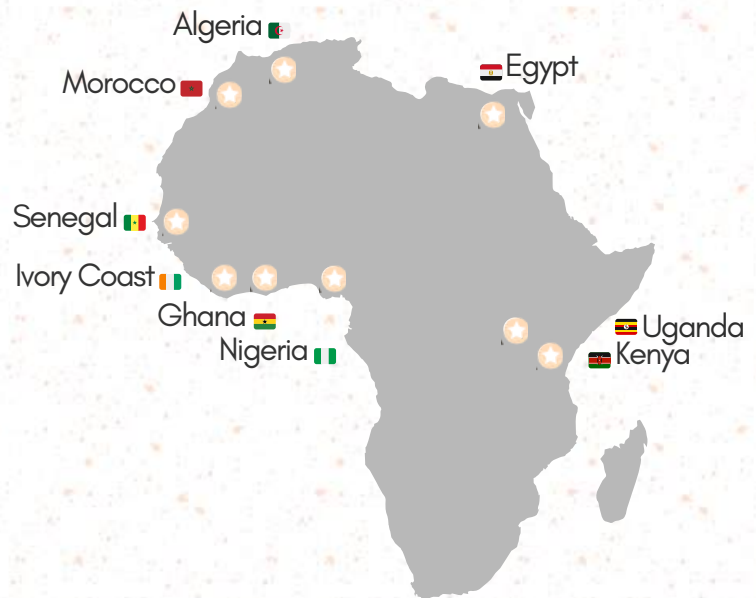 Algeria
Egypt
Morocco
Senegal
Ivory Coast
Ghana
Uganda
Nigeria
Kenya